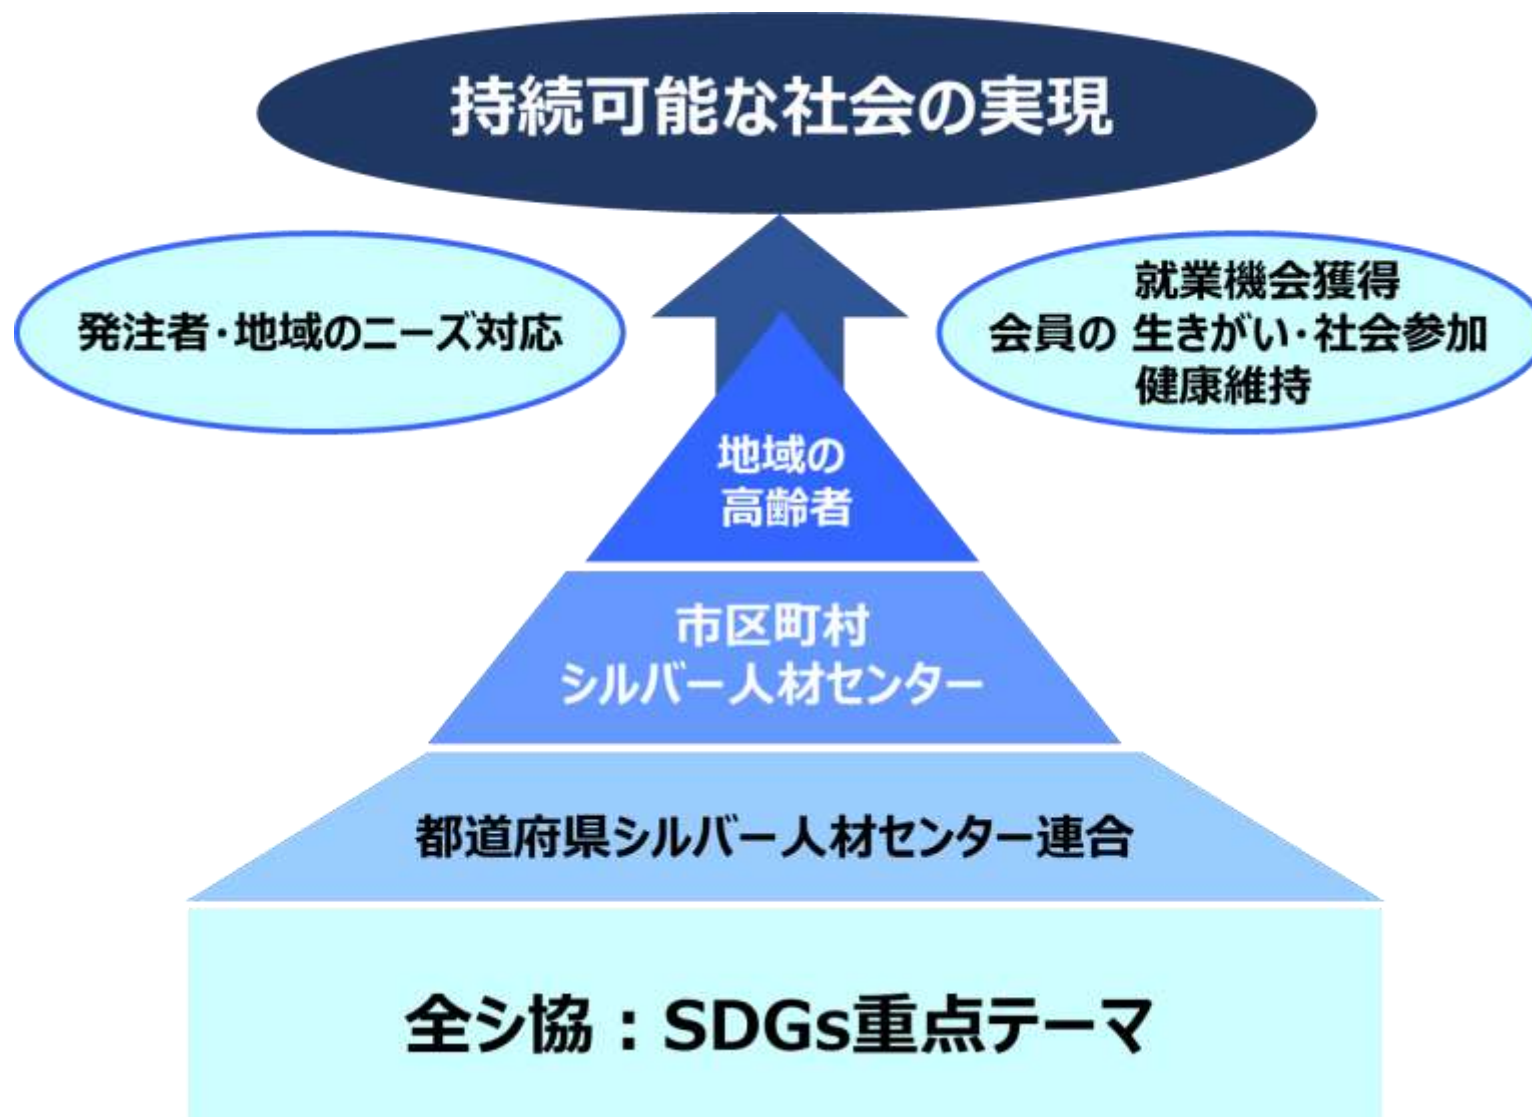 持続可能な社会の実現
発注者・地域のニーズ対応
就業機会獲得
会員の 生きがい・社会参加
健康維持
地域の
高齢者
市区町村
シルバー人材センター
都道府県シルバー人材センター連合
全シ協：SDGs重点テーマ